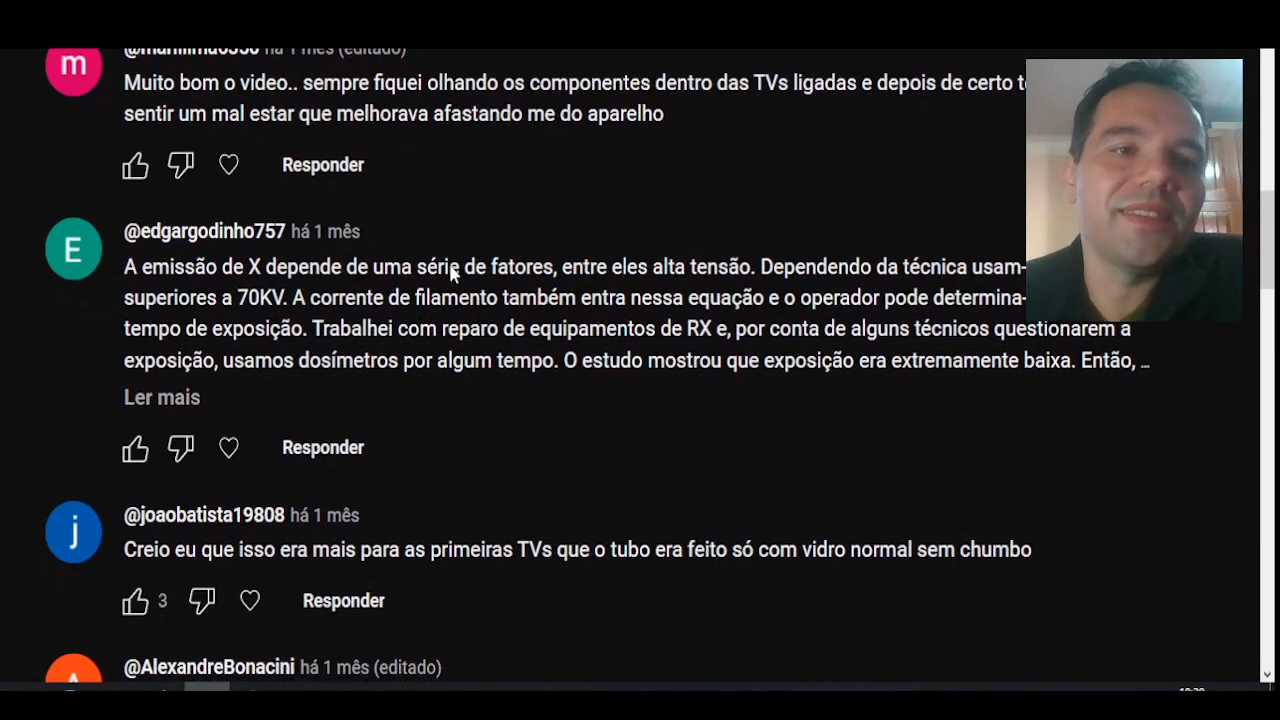 há 1 mês (editado)
Muito bom o video.. sempre fiquei olhando os componentes dentro das TVs ligadas e depois de certo
sentir um mal estar que melhorava afastando me do aparelho
Responder
@edgargodinho757 há 1 mês
A emissão de X depende de uma série de fatores, entre eles alta tensão. Dependendo da técnica usam-
superiores a 70KV. A corrente de filamento também entra nessa equação e o operador pode determina-
tempo de exposição. Trabalhei com reparo de equipamentos de RX e, por conta de alguns técnicos questionarem a
exposição, usamos dosímetros por algum tempo. O estudo mostrou que exposição era extremamente baixa. Então, ...
Ler mais
Responder
@joaobatista19808 há 1 mês
Creio eu que isso era mais para as primeiras TVs que o tubo era feito só com vidro normal sem chumbo
3 Responder
@AlexandreBonacini há 1 mês (editado)
m
E
j